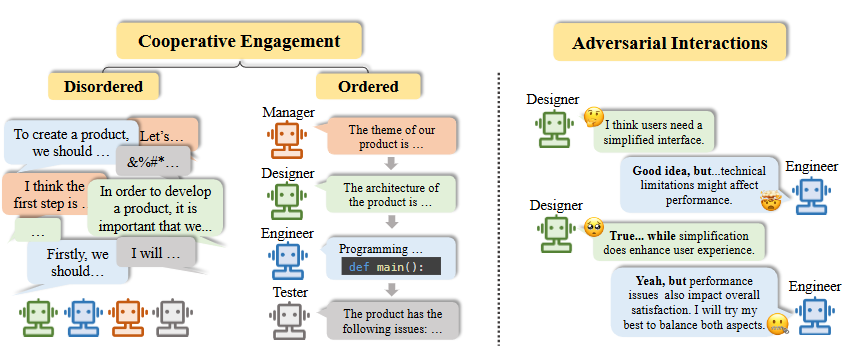 Cooperative Engagement
Disordered
To create a product,
we should …
Let’s…
&%#*…
I think the
first step is …
In order to develop
a product, it is
important that we...
…
Firstly, we
should…
I will …
Ordered
Manager
The theme of our
product is …
Designer
The architecture of
the product is …
Engineer
Programming …
def main():
Tester
The product has the
following issues: …
Adversarial Interactions
Designer
I think users need a
simplified interface.
Engineer
Good idea, but...technical
limitations might affect
performance.
Designer
True... while simplification
does enhance user experience.
Engineer
Yeah, but performance
issues also impact overall
satisfaction. I will try my
best to balance both aspects.